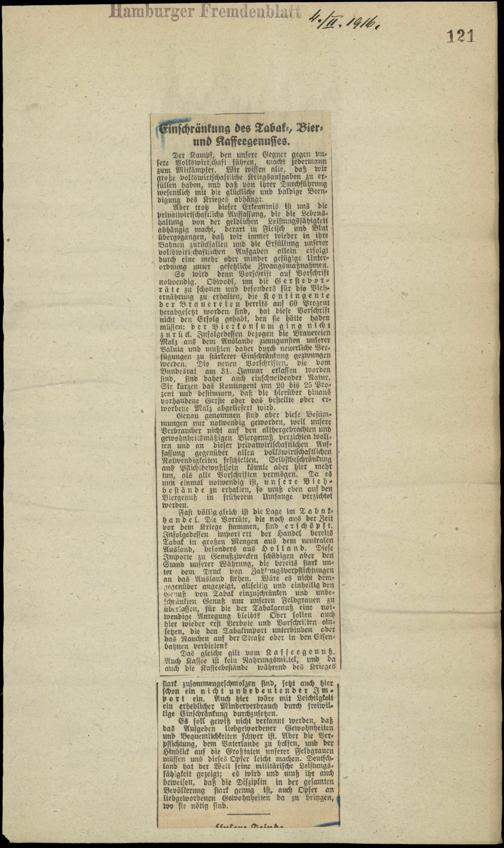 Hamburger Fremdenblatt
4./II. 1916.
121
Einschränkung des Tabak-, Bier-
und Kaffeegenusses.
Der Kampf, den unsere Gegner gegen un-
sere Volkswirtschaft führen, macht jedermann
zum Mitkämpfer. Wir wissen alle, daß wir
große volkswirtschaftliche Kriegsaufgaben zu er-
füllen haben, und daß von ihrer Durchführung
wesentlich mit die glückliche und baldige Been-
digung des Krieges abhängt.
Aber trotz dieser Erkenntnis ist uns die
privatwirtschaftliche Auffassung, die die Lebens-
haltung von der geldlichen Leistungsfähigkeit
abhängig macht, derart in Fleisch und Blut
übergegangen, daß wir immer wieder in ihre
Bahnen zurückfallen und die Erfüllung unserer
volkswirtschaftlichen Aufgaben allein erfolgt
durch eine mehr oder minder gefügige Unter-
ordnung unter gesetzliche Zwangsmaßnahmen.
So wird denn Vorschrift auf Vorschrift
notwendig. Obwohl, um die Gerstevor-
räte zu schonen und besonders für die Vieh-
ernährung zu erhalten, die Kontingente
der Brauereien bereits auf 60 Prozent
herabgesetzt worden sind, hat diese Vorschrift
nicht den Erfolg gehabt, den sie hätte haben
müssen: der Bierkonsum ging nicht
zurück. Infolgedessen bezogen die Brauereien
Malz aus dem Auslande zuungunsten unserer
Valuta und mußten daher durch neuerliche Ver-
fügungen zu stärkerer Einschränkung gezwungen
werden. Die neuen Vorschriften, die vom
Bundesrat am 31. Januar erlassen worden
sind, sind daher auch einschneidender Natur.
Sie kürzen das Kontingent um 20 bis 25 Pro-
zent und bestimmen, daß die hierüber hinaus
vorhandene Gerste oder das bestellte oder er-
worbene Malz abgeliefert wird.
Genau genommen sind aber diese Bestim-
mungen nur notwendig geworden, weil unsere
Verbraucher nicht auf den althergebrachten und
gewohnheitsmäßigen Biergenuß verzichten woll-
ten und an dieser privatwirtschaftlichen Auf-
fassung gegenüber allen volkswirtschaftlichen
Notwendigkeiten festhielten. Selbstbeschränkung
und Pflichtbewußtsein könnte aber hier mehr
tun, als alle Vorschriften vermögen. Da es
nun einmal notwendig ist, unsere Vieh-
bestände zu erhalten, so muß eben auf den
Biergenuß in früherem Umfange verzichtet
werden.
Fast völlig gleich ist die Lage im Tabak-
handel. Die Vorräte, die noch aus der Zeit
vor dem Kriege stammen, sind erschöpft.
Infolgedessen importiert der Handel bereits
Tabak in großen Mengen aus dem neutralen
Ausland, besonders aus Holland. Diese
Importe zu Genußzwecken schädigen aber den
Stand unserer Währung, die bereits stark un-
ter dem Druck von Zahlungsverpflichtungen
an das Ausland stehen. Wäre es nicht dem-
gegenüber angezeigt, allseitig und einhellig den
Genuß von Tabak einzuschränken und unbe-
schränkten Genuß nur unseren Feldgrauen zu
überlassen, für die der Tabakgenuß eine not-
wendige Anregung bleibt? Oder sollen auch
hier wieder erst Verbote und Vorschriften ein-
setzen, die den Tabakimport unterbinden oder
das Rauchen auf der Straße oder in den Eisen-
bahnen verbieten?
Das gleiche gilt vom Kaffeegenuß.
Auch Kaffee ist kein Nahrungsmittel, und da
auch die Kaffeebestände während des Krieges
stark zusammengeschmolzen sind, setzt auch hier
schon ein nicht unbedeutender Im-
port ein. Auch hier wäre mit Leichtigkeit
ein erheblicher Minderverbrauch durch freiwil-
lige Einschränkung durchzusetzen.
Es soll gewiß nicht verkannt werden, daß
das Aufgeben liebgewordener Gewohnheiten
und Bequemlichkeiten schwer ist. Aber die Ver-
pflichtung, dem Vaterlande zu helfen, und der
Hinblick auf die Großtaten unserer Feldgrauen
müssen uns dieses Opfer leicht machen. Deutsch-
land hat der Welt seine militärische Leistungs-
fähigkeit gezeigt; es wird und muß ihr auch
beweisen, daß die Disziplin in der gesamten
Bevölkerung stark genug ist, auch Opfer an
liebgewordenen Gewohnheiten da zu bringen,
wo sie nötig sind.